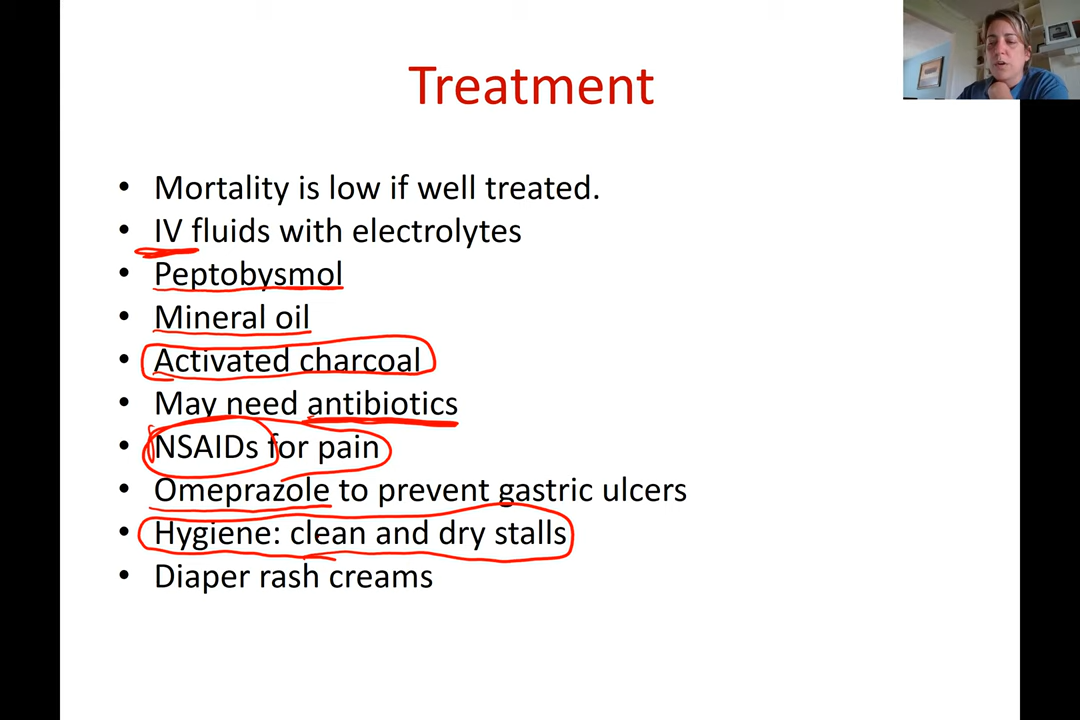 Treatment
• Mortality is low if well treated.
• IV fluids with electrolytes
• Peptobysmol
• Mineral oil
• Activated charcoal
• May need antibiotics
• NSAIDs for pain
• Omeprazole to prevent gastric ulcers
• Hygiene: clean and dry stalls
• Diaper rash creams